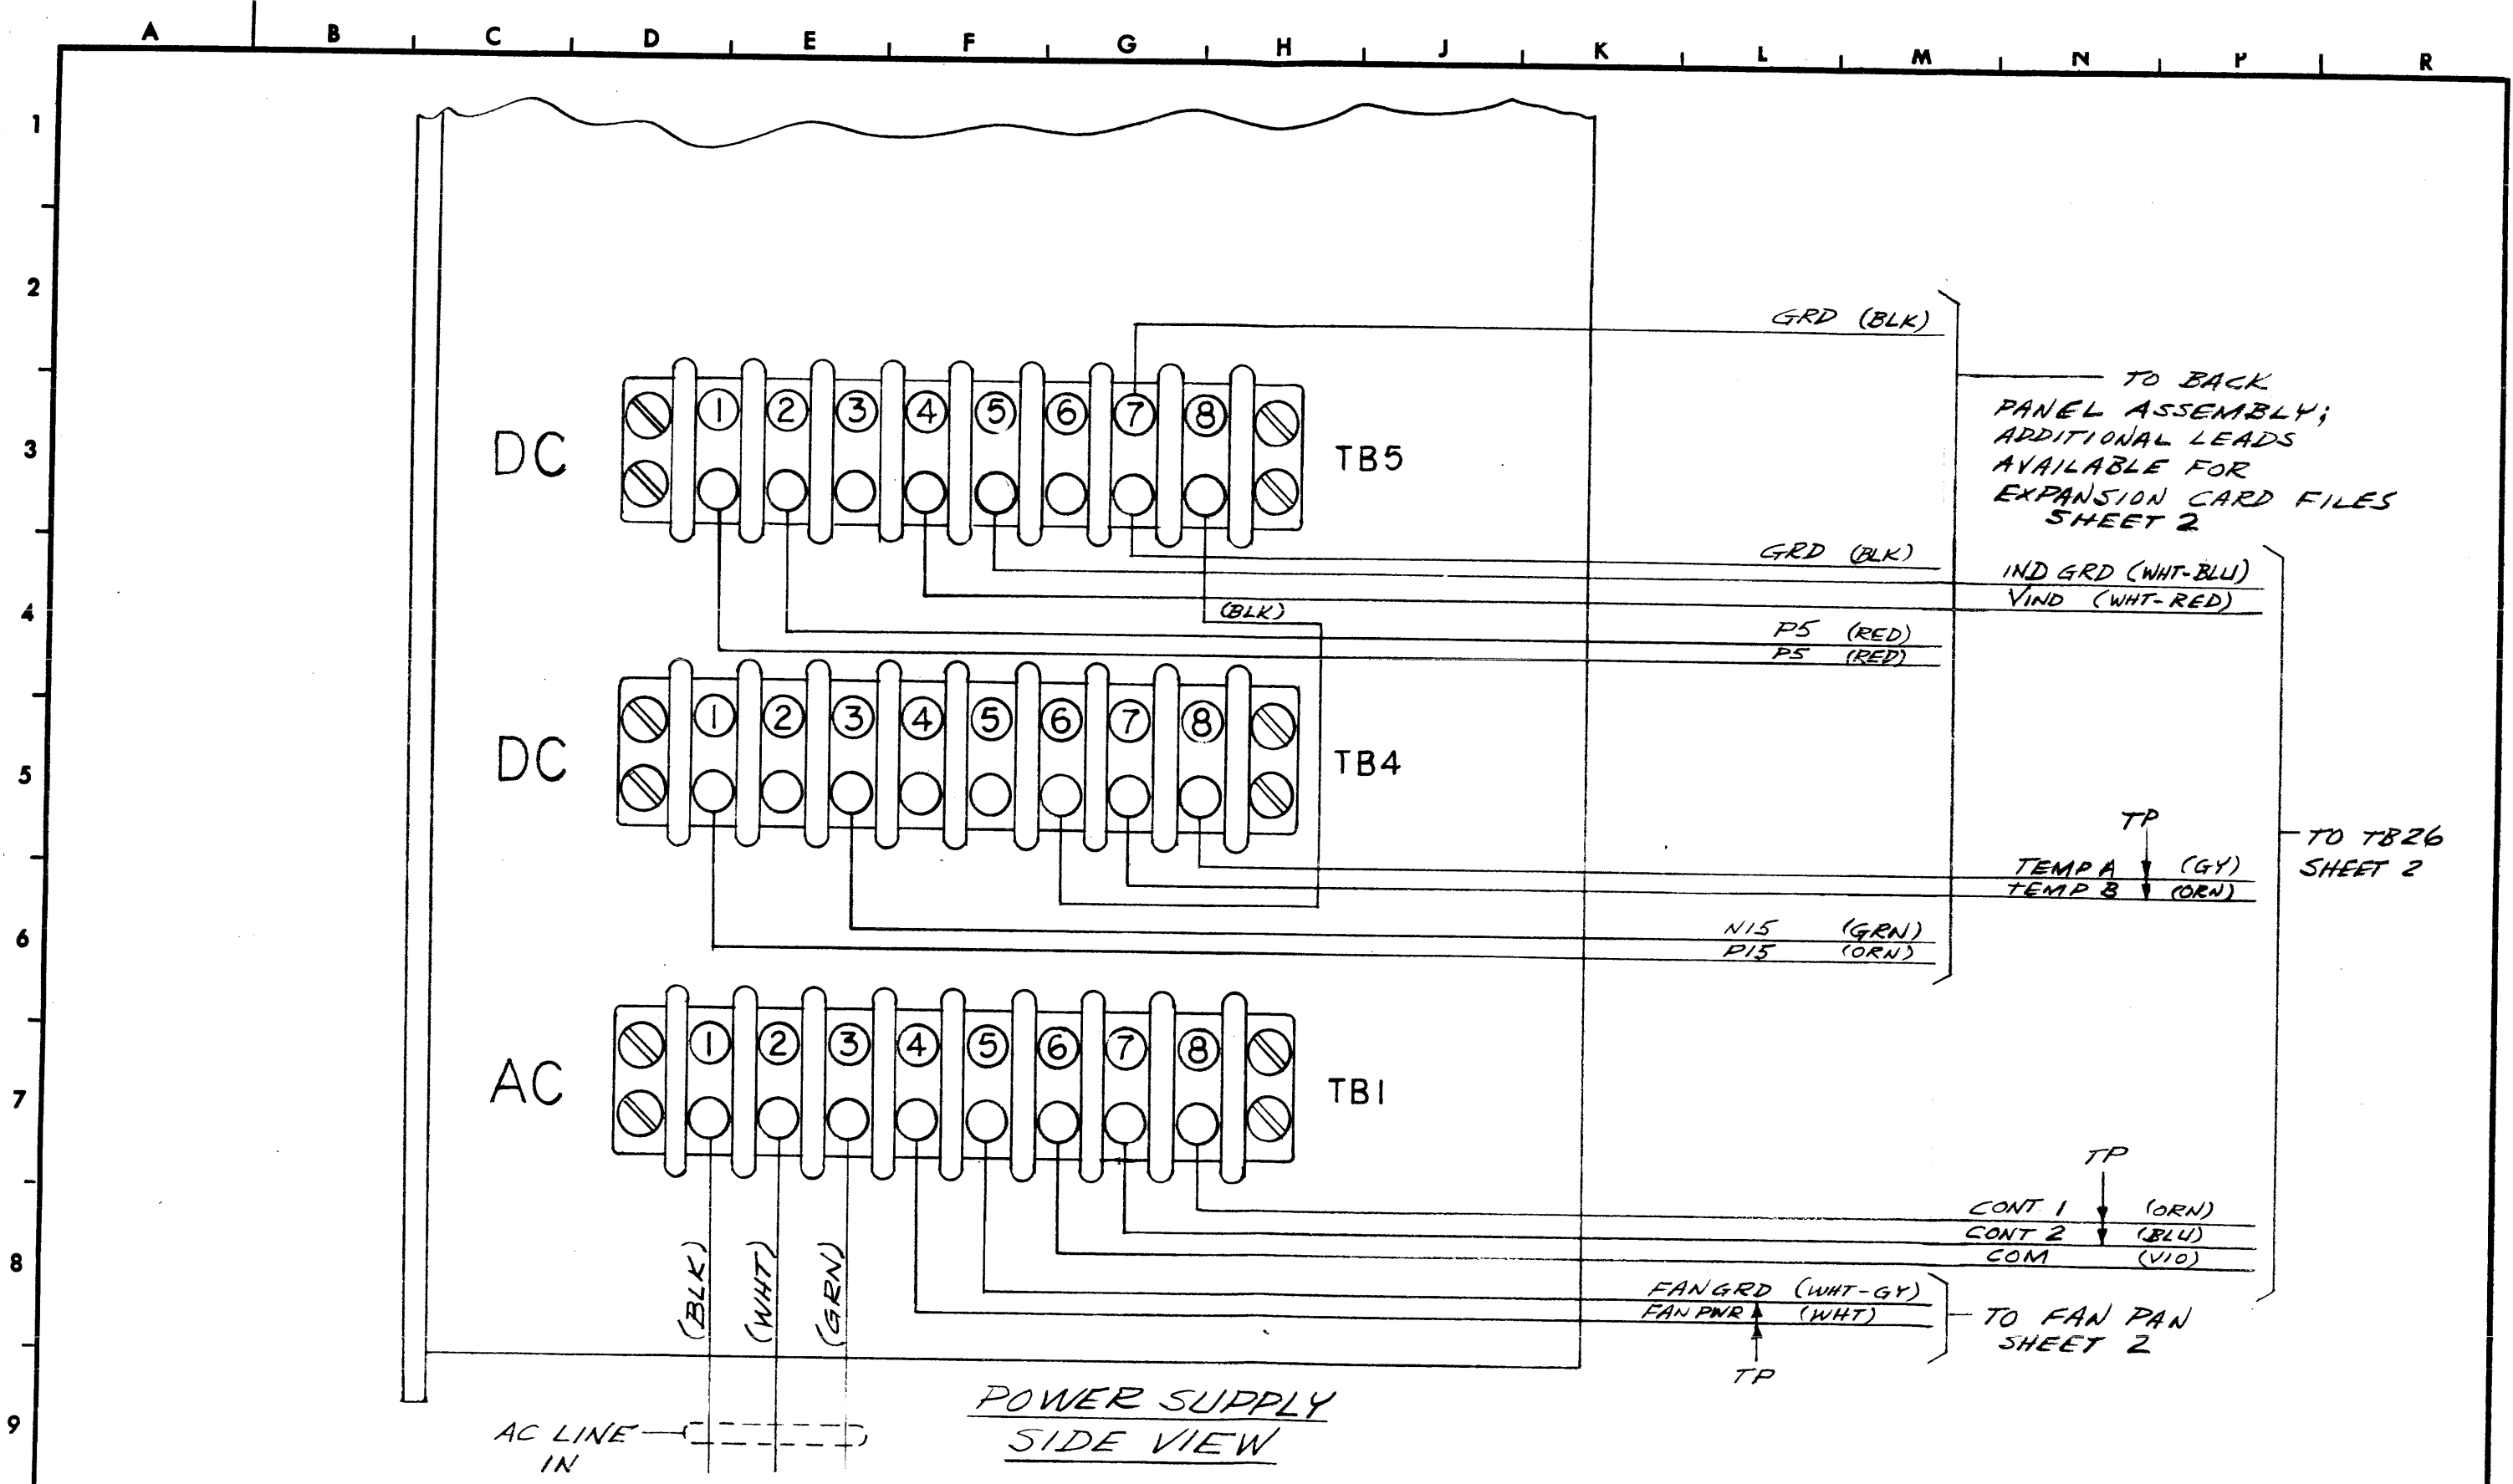 A B C D E F G H J K L M N P R
1
2
3
4
5
6
7
8
9
GRD (BLK)
TO BACK
PANEL ASSEMBLY;
ADDITIONAL LEADS
AVAILABLE FOR
EXPANSION CARD FILES
SHEET 2
DC
1 2 3 4 5 6 7 8
TB5
GRD (BLK)
IND GRD (WHT-BLU)
VIND (WHT-RED)
(BLK)
P5 (RED)
P5 (RED)
DC
1 2 3 4 5 6 7 8
TB4
TP
TO TB26
SHEET 2
TEMP A (GY)
TEMP B (ORN)
N15 (GRN)
P15 (ORN)
AC
1 2 3 4 5 6 7 8
TB1
TP
CONT 1 (ORN)
CONT 2 (BLU)
COM (VIO)
(BLK)
(WHT)
(GRN)
FAN GRD (WHT-GY)
FAN PWR (WHT)
TO FAN PAN
SHEET 2
TP
POWER SUPPLY
SIDE VIEW
AC LINE
IN